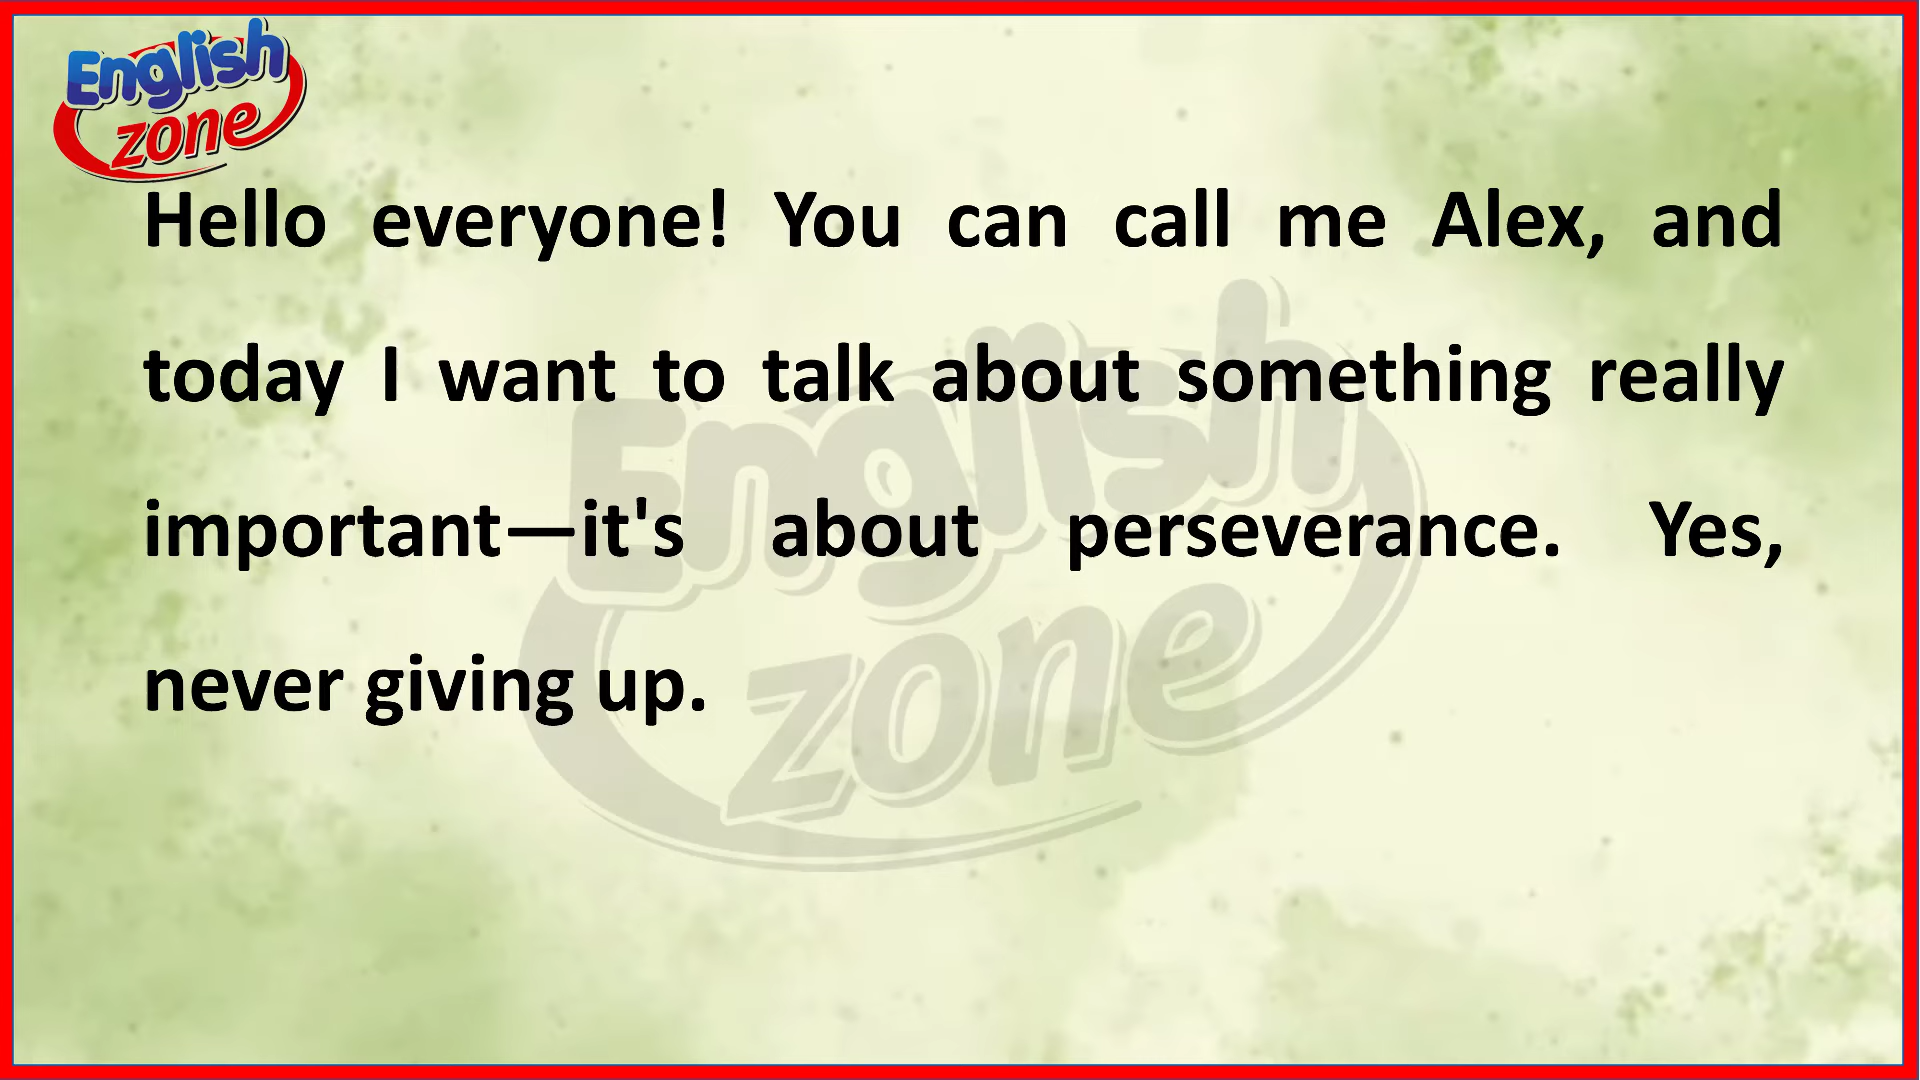 English
zone
Hello everyone! You can call me Alex, and
today I want to talk about something really
important—it's about perseverance. Yes,
never giving up.
English
zone